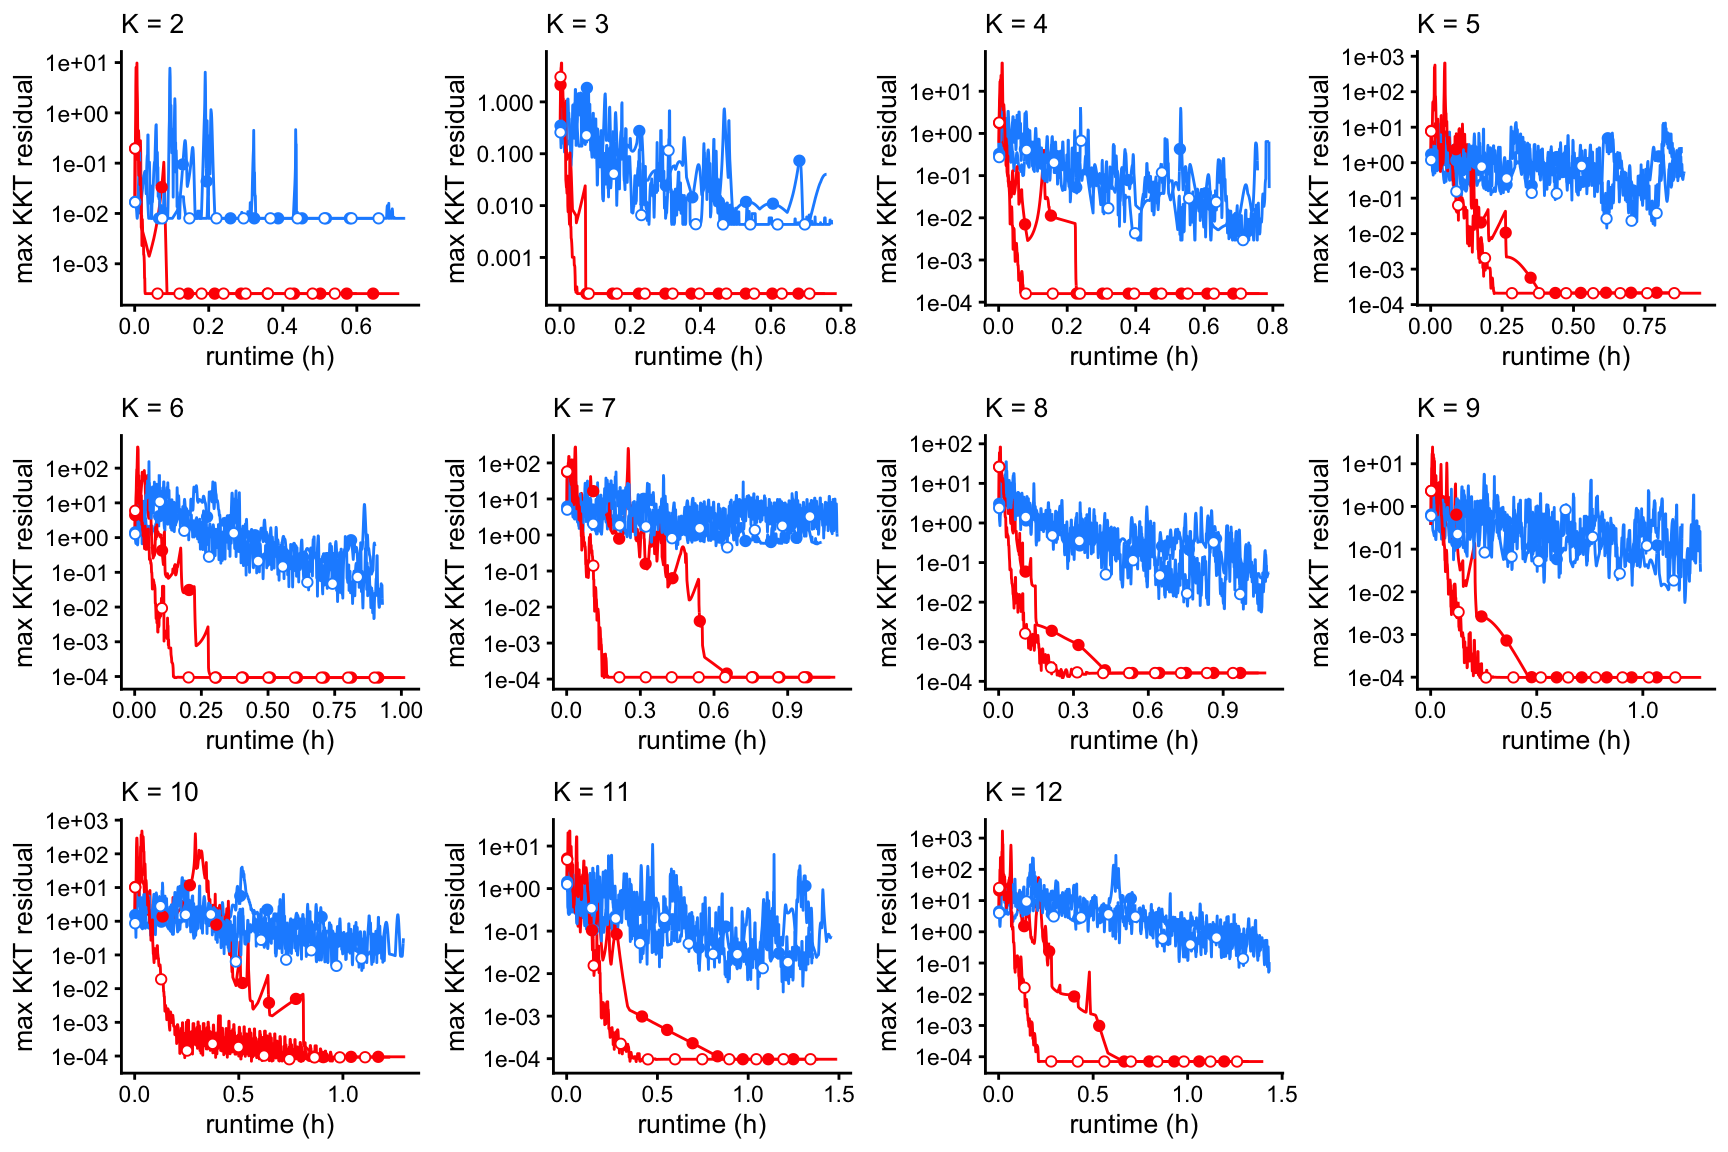 K = 2
max KKT residual
1e+01
1e+00
1e-01
1e-02
1e-03
0.0 0.2 0.4 0.6
runtime (h)
K = 3
max KKT residual
1.000
0.100
0.010
0.001
0.0 0.2 0.4 0.6 0.8
runtime (h)
K = 4
max KKT residual
1e+01
1e+00
1e-01
1e-02
1e-03
1e-04
0.0 0.2 0.4 0.6 0.8
runtime (h)
K = 5
max KKT residual
1e+03
1e+02
1e+01
1e+00
1e-01
1e-02
1e-03
1e-04
0.00 0.25 0.50 0.75
runtime (h)
K = 6
max KKT residual
1e+02
1e+01
1e+00
1e-01
1e-02
1e-03
1e-04
0.00 0.25 0.50 0.75 1.00
runtime (h)
K = 7
max KKT residual
1e+02
1e+01
1e+00
1e-01
1e-02
1e-03
1e-04
0.0 0.3 0.6 0.9
runtime (h)
K = 8
max KKT residual
1e+02
1e+01
1e+00
1e-01
1e-02
1e-03
1e-04
0.0 0.3 0.6 0.9
runtime (h)
K = 9
max KKT residual
1e+01
1e+00
1e-01
1e-02
1e-03
1e-04
0.0 0.5 1.0
runtime (h)
K = 10
max KKT residual
1e+03
1e+02
1e+01
1e+00
1e-01
1e-02
1e-03
1e-04
0.0 0.5 1.0
runtime (h)
K = 11
max KKT residual
1e+01
1e+00
1e-01
1e-02
1e-03
1e-04
0.0 0.5 1.0 1.5
runtime (h)
K = 12
max KKT residual
1e+03
1e+02
1e+01
1e+00
1e-01
1e-02
1e-03
1e-04
0.0 0.5 1.0 1.5
runtime (h)